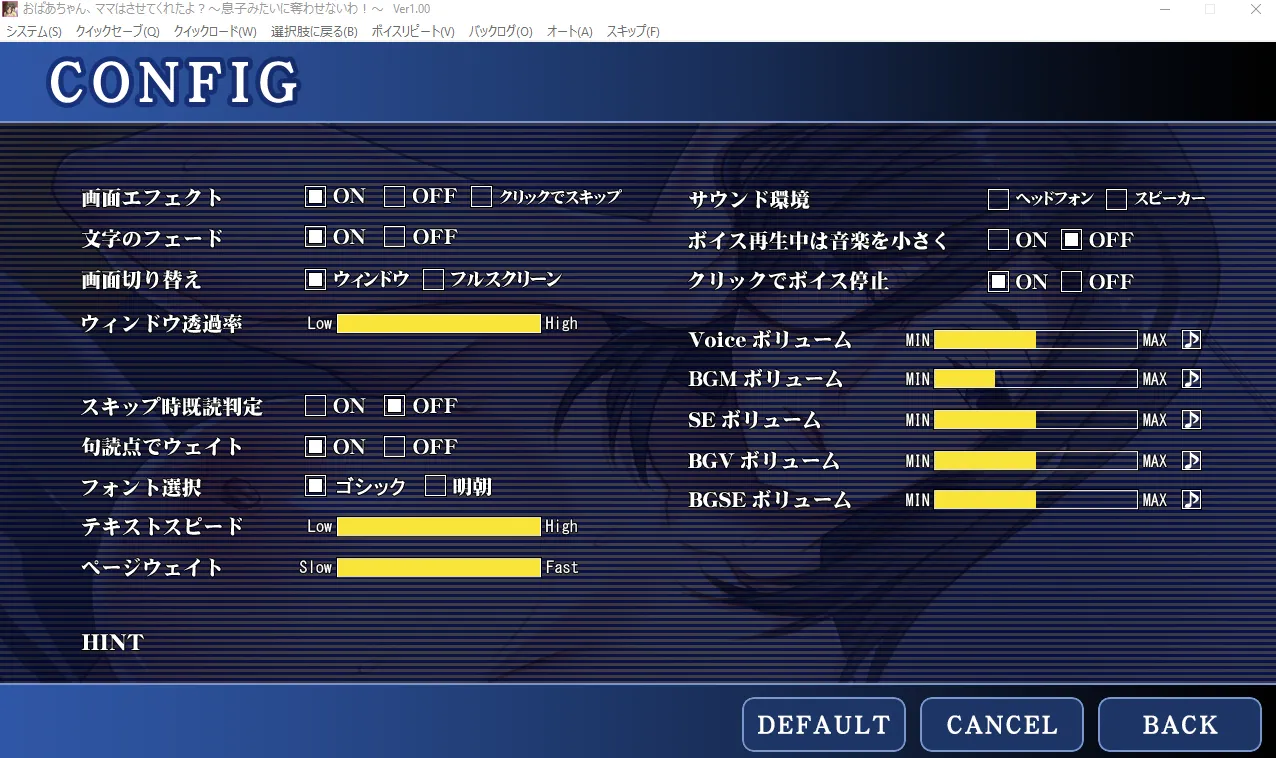 おばあちゃん、ママはさせてくれたよ？～息子みたいに奪わせないわ！～ Ver1.00
システム(S) クイックセーブ(Q) クイックロード(W) 選択肢に戻る(B) ボイスリピート(V) バックログ(O) オート(A) スキップ(F)
CONFIG
画面エフェクト ON OFF クリックでスキップ
文字のフェード ON OFF
画面切り替え ウィンドウ フルスクリーン
ウィンドウ透過率 Low High
スキップ時既読判定 ON OFF
句読点でウェイト ON OFF
フォント選択 ゴシック 明朝
テキストスピード Low High
ページウェイト Slow Fast
HINT
サウンド環境 ヘッドフォン スピーカー
ボイス再生中は音楽を小さく ON OFF
クリックでボイス停止 ON OFF
Voice ボリューム MIN MAX
BGM ボリューム MIN MAX
SE ボリューム MIN MAX
BGV ボリューム MIN MAX
BGSE ボリューム MIN MAX
DEFAULT CANCEL BACK